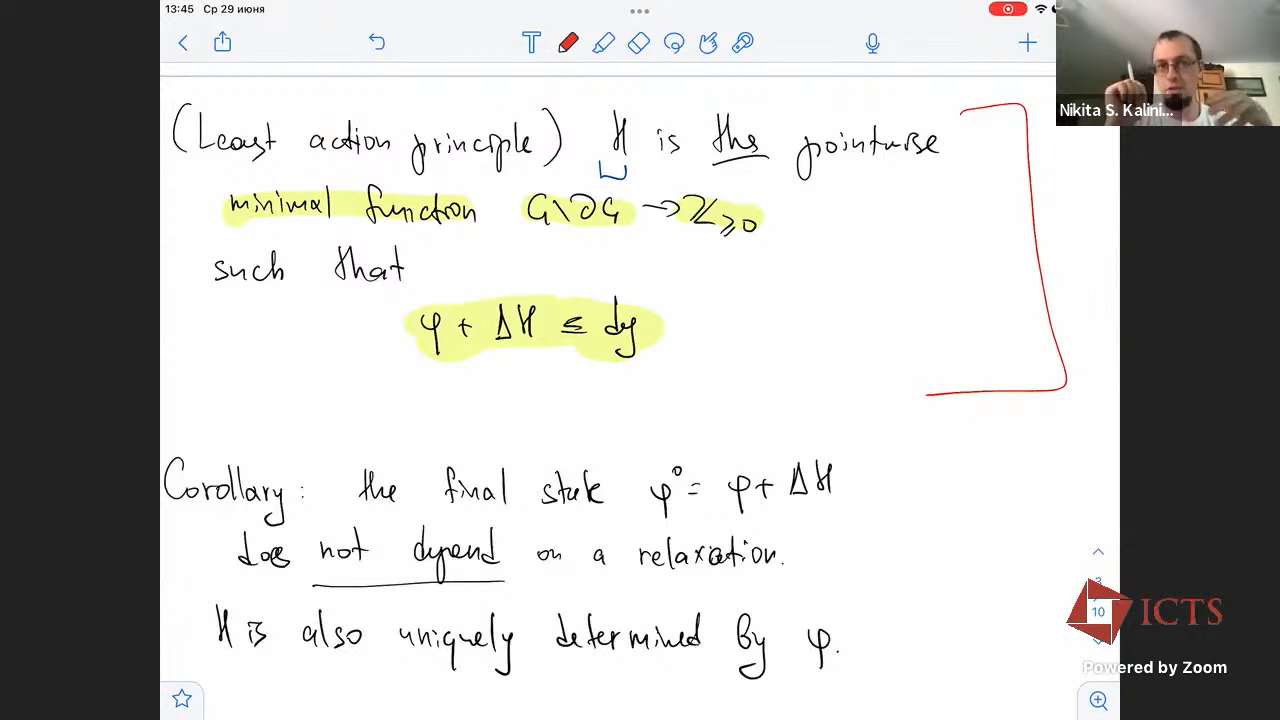 13:45 Ср 29 июня
Nikita S. Kalini...
(Least action principle) H is the pointwise
minimal function G\∂G → ℤ≥0
such that
φ + ΔH ≤ deg
Corollary: the final state φ° = φ + ΔH
does not depend on a relaxation.
H is also uniquely determined by φ.
3
10
ICTS
Powered by Zoom